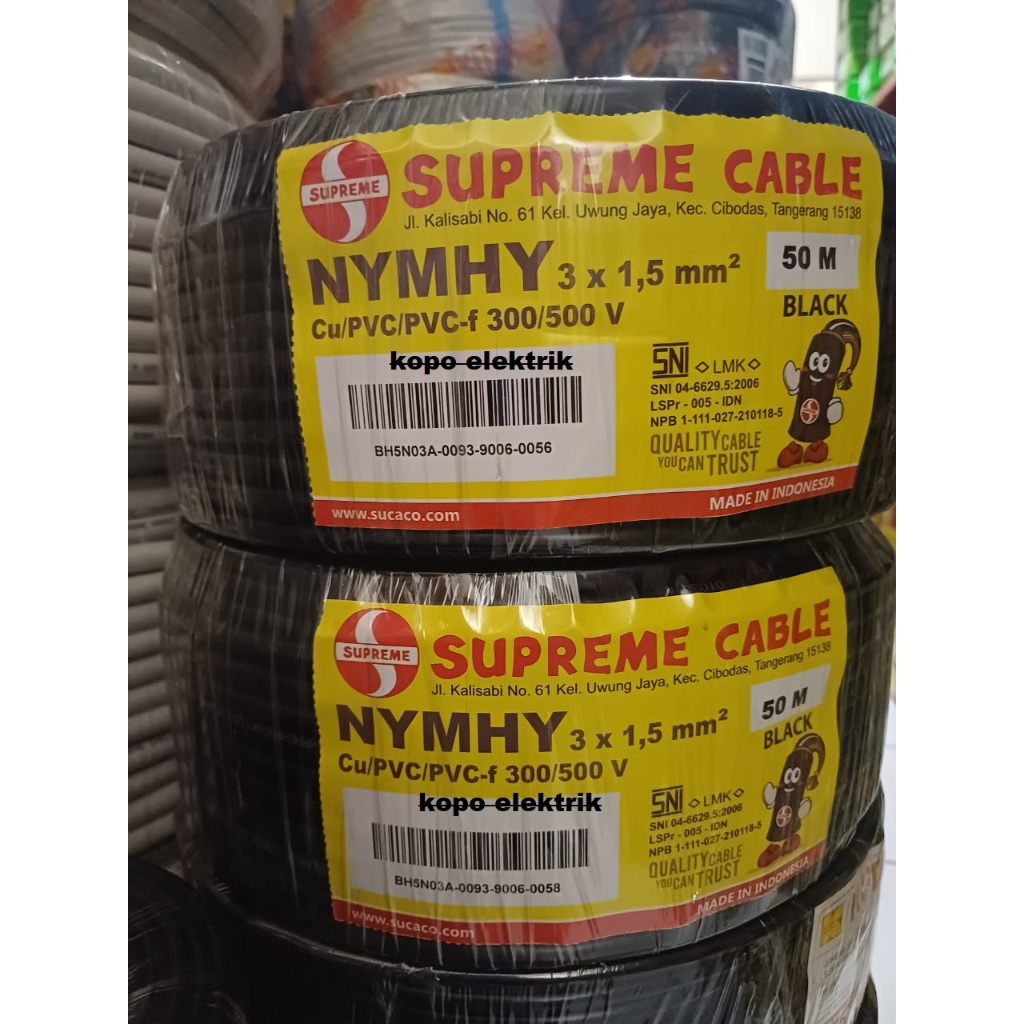 SUPREME
SUPREME CABLE
Jl. Kalisabi No. 61 Kel. Uwung Jaya, Kec. Cibodas, Tangerang 15138
NYMHY 3 x 1,5 mm²
50 M
BLACK
Cu/PVC/PVC-f 300/500 V
kopo elektrik
BH5N03A-0093-9006-0056
SNI LMK
SNI 04-6629.5:2006
LSPr - 005 - IDN
NPB 1-111-027-210118-5
QUALITY CABLE
YOU CAN TRUST
www.sucaco.com
MADE IN INDONESIA
SUPREME
SUPREME CABLE
Jl. Kalisabi No. 61 Kel. Uwung Jaya, Kec. Cibodas, Tangerang 15138
NYMHY 3 x 1,5 mm²
50 M
BLACK
Cu/PVC/PVC-f 300/500 V
kopo elektrik
BH5N03A-0093-9006-0058
SNI LMK
SNI 04-6629.5:2006
LSPr - 005 - IDN
NPB 1-111-027-210118-5
QUALITY CABLE
YOU CAN TRUST
www.sucaco.com
MADE IN INDONESIA